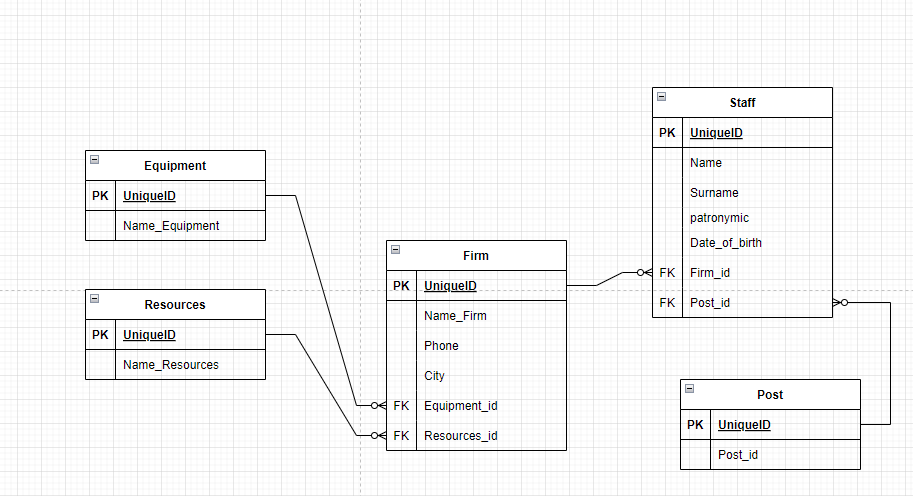 Equipment
PK UniqueID
Name_Equipment
Resources
PK UniqueID
Name_Resources
Firm
PK UniqueID
Name_Firm
Phone
City
FK Equipment_id
FK Resources_id
Staff
PK UniqueID
Name
Surname
patronymic
Date_of_birth
FK Firm_id
FK Post_id
Post
PK UniqueID
Post_id